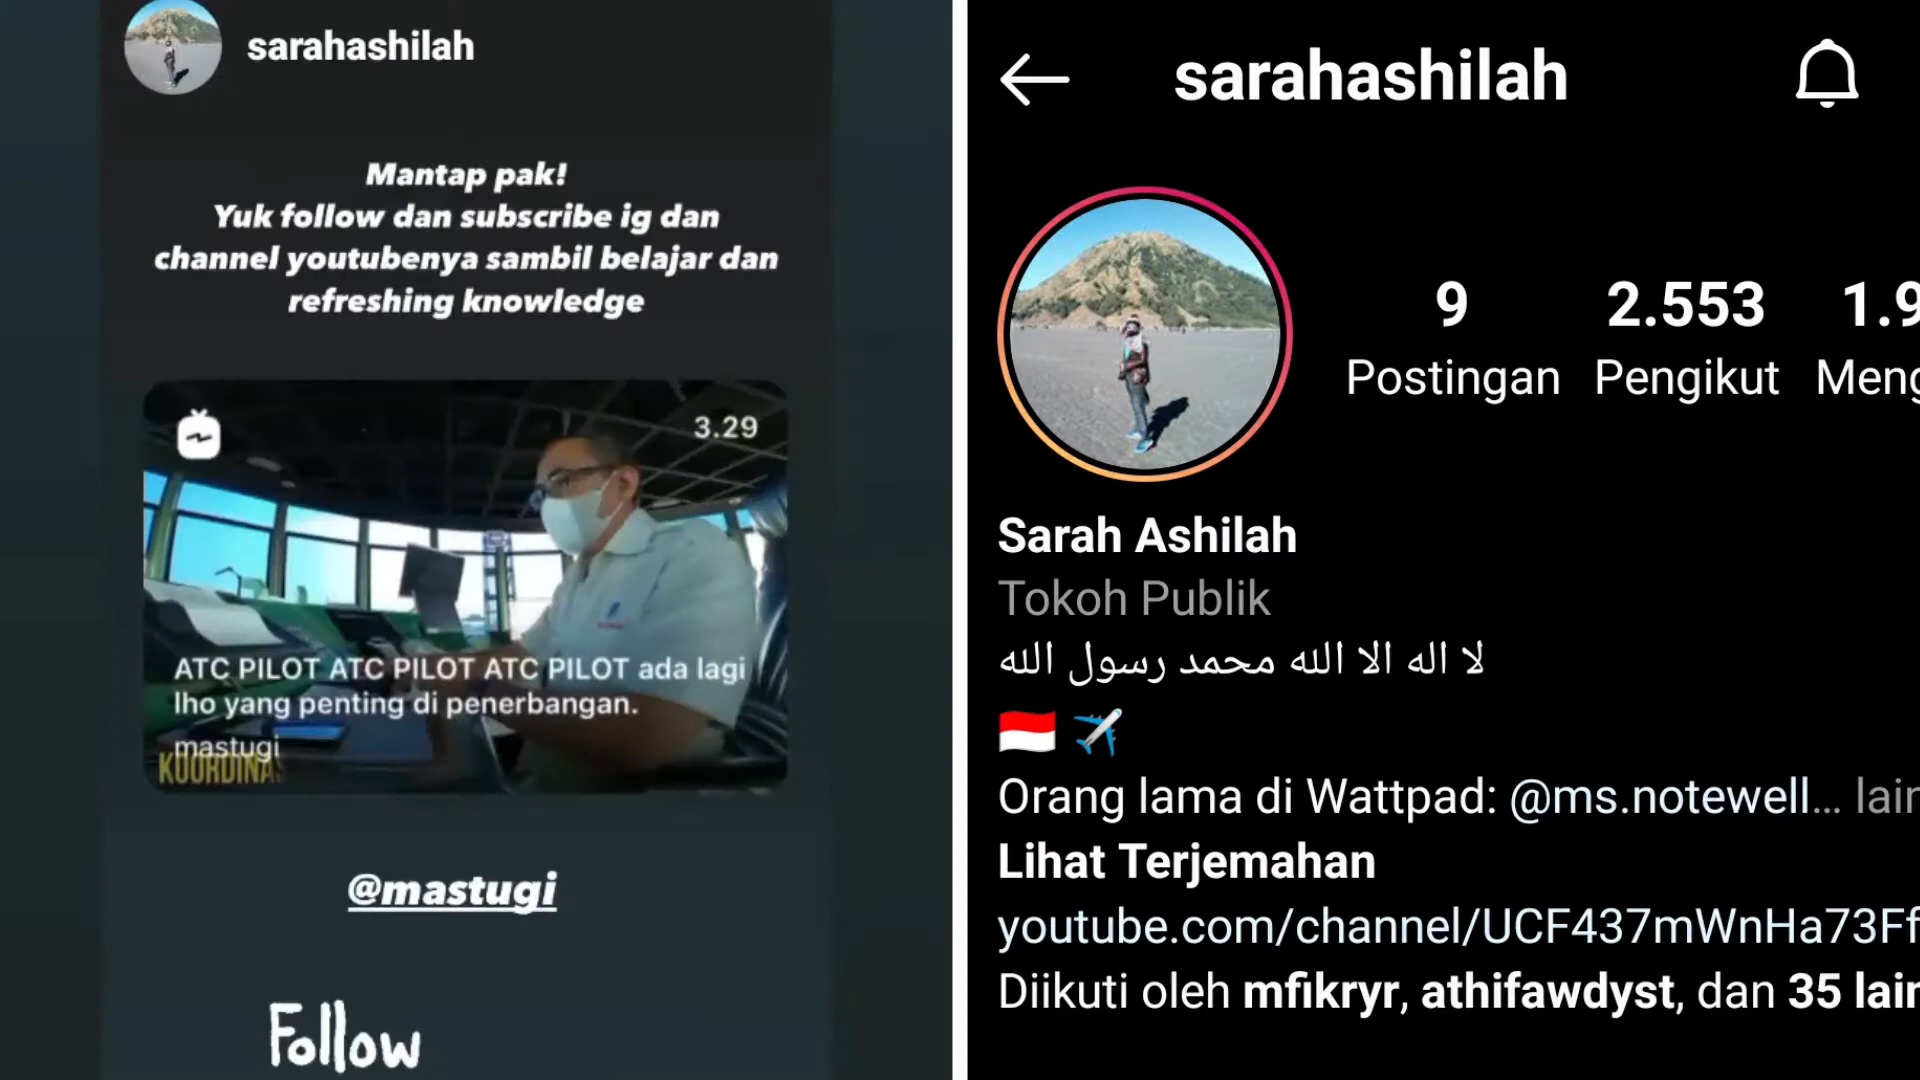 sarahashilah
Mantap pak!
Yuk follow dan subscribe ig dan
channel youtubenya sambil belajar dan
refreshing knowledge
3.29
ATC PILOT ATC PILOT ATC PILOT ada lagi
lho yang penting di penerbangan.
mastugi
KOORDINAS
@mastugi
Follow
sarahashilah
9
2.553
1.9
Postingan
Pengikut
Meng
Sarah Ashilah
Tokoh Publik
لا اله الا الله محمد رسول الله
Orang lama di Wattpad: @ms.notewell... lain
Lihat Terjemahan
youtube.com/channel/UCF437mWnHa73Ff
Diikuti oleh mfikryr, athifawdyst, dan 35 lain